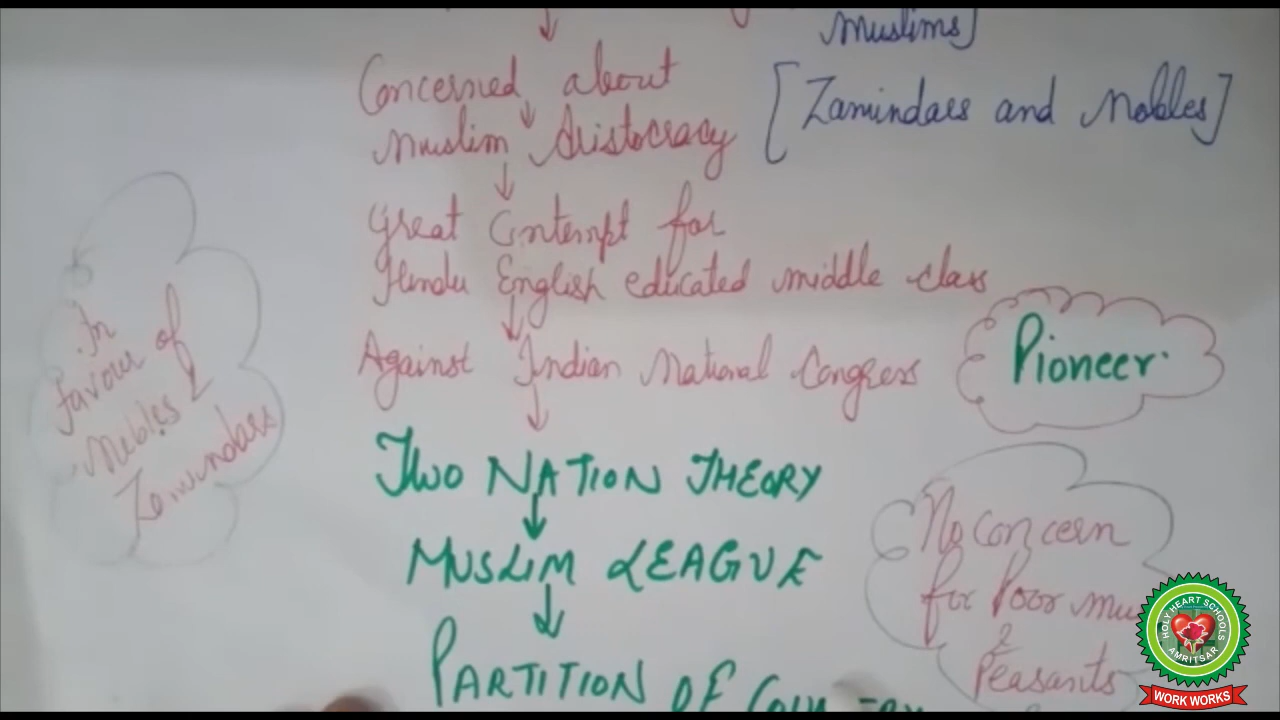 Muslims]
Concerned about
[Zamindars and Nobles]
Muslim Aristocracy
Great Contempt for
Hindu English educated middle class
Against Indian National Congress
Pioneer.
In
favour of
Nobles &
Zamindars
TWO NATION THEORY
MUSLIM LEAGUE
PARTITION OF
No Concern
for Poor
&
Peasants
HOLY HEART SCHOOLS
AMRITSAR
WORK WORKS